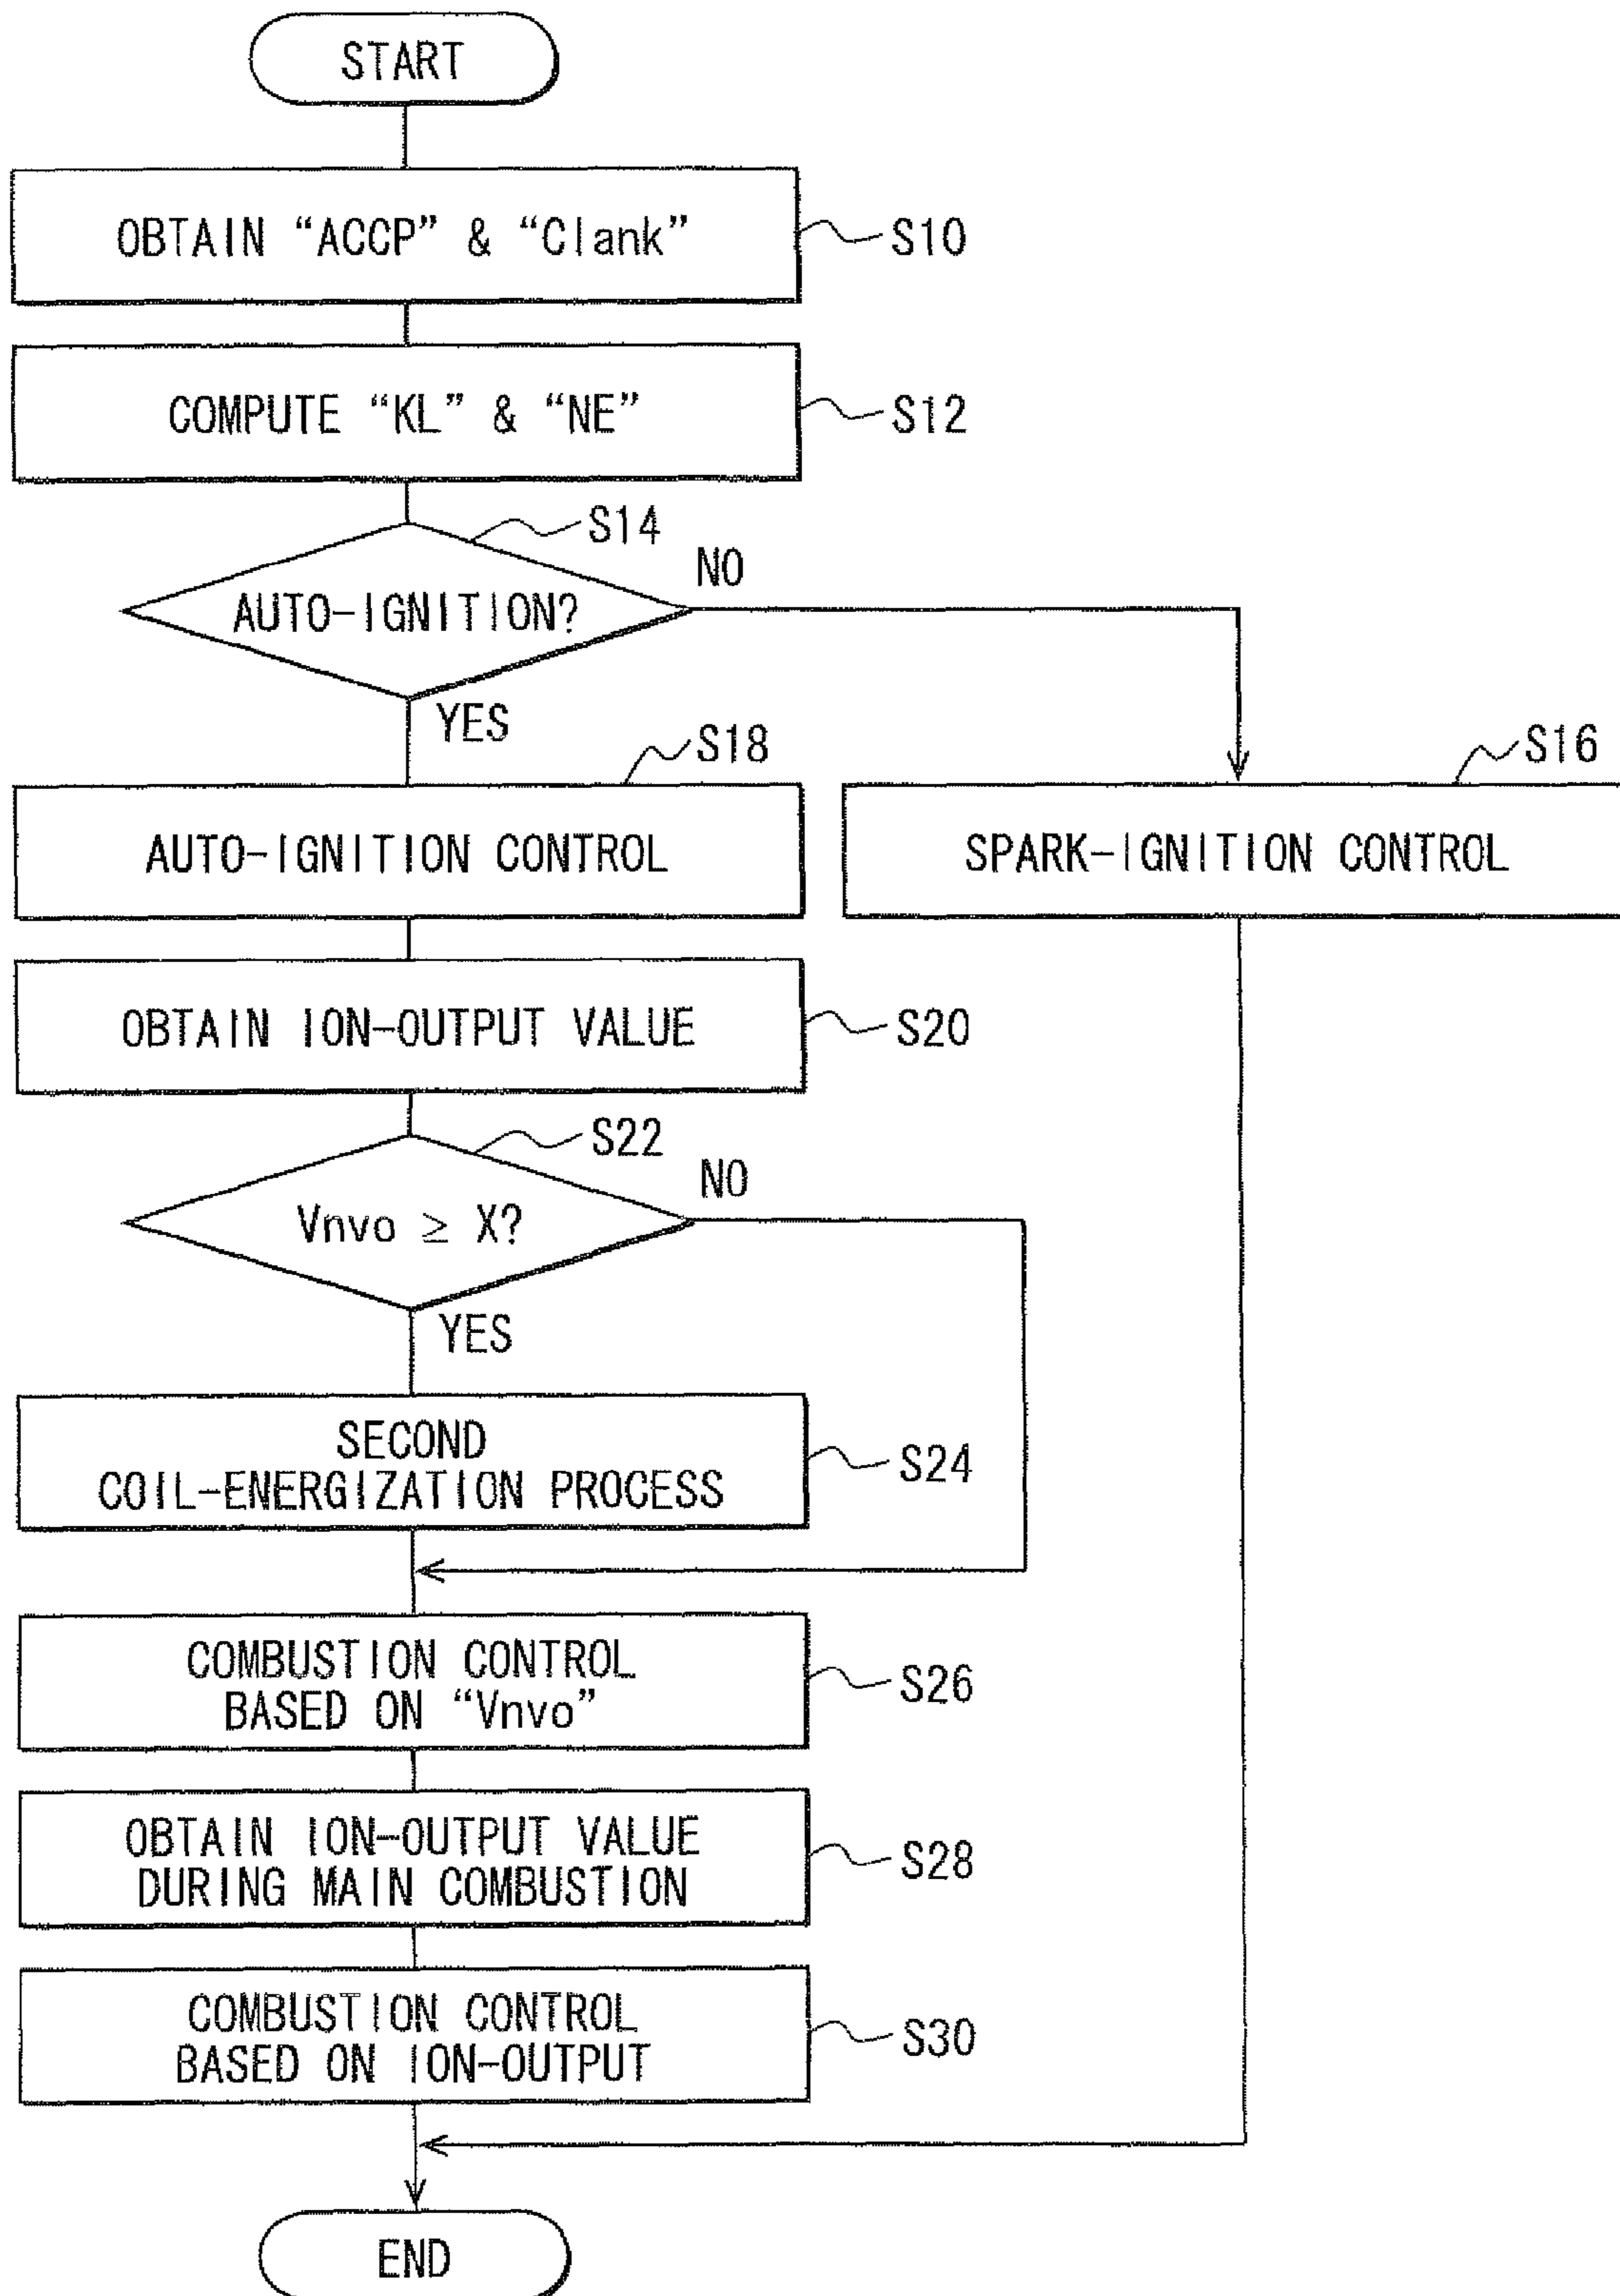 START
OBTAIN “ACCP” & “Clank”
S10
COMPUTE “KL” & “NE”
S12
S14
AUTO-IGNITION?
NO
YES
S18
AUTO-IGNITION CONTROL
S16
SPARK-IGNITION CONTROL
OBTAIN ION-OUTPUT VALUE
S20
S22
Vnvo ≥ X?
NO
YES
SECOND
COIL-ENERGIZATION PROCESS
S24
COMBUSTION CONTROL
BASED ON “Vnvo”
S26
OBTAIN ION-OUTPUT VALUE
DURING MAIN COMBUSTION
S28
COMBUSTION CONTROL
BASED ON ION-OUTPUT
S30
END